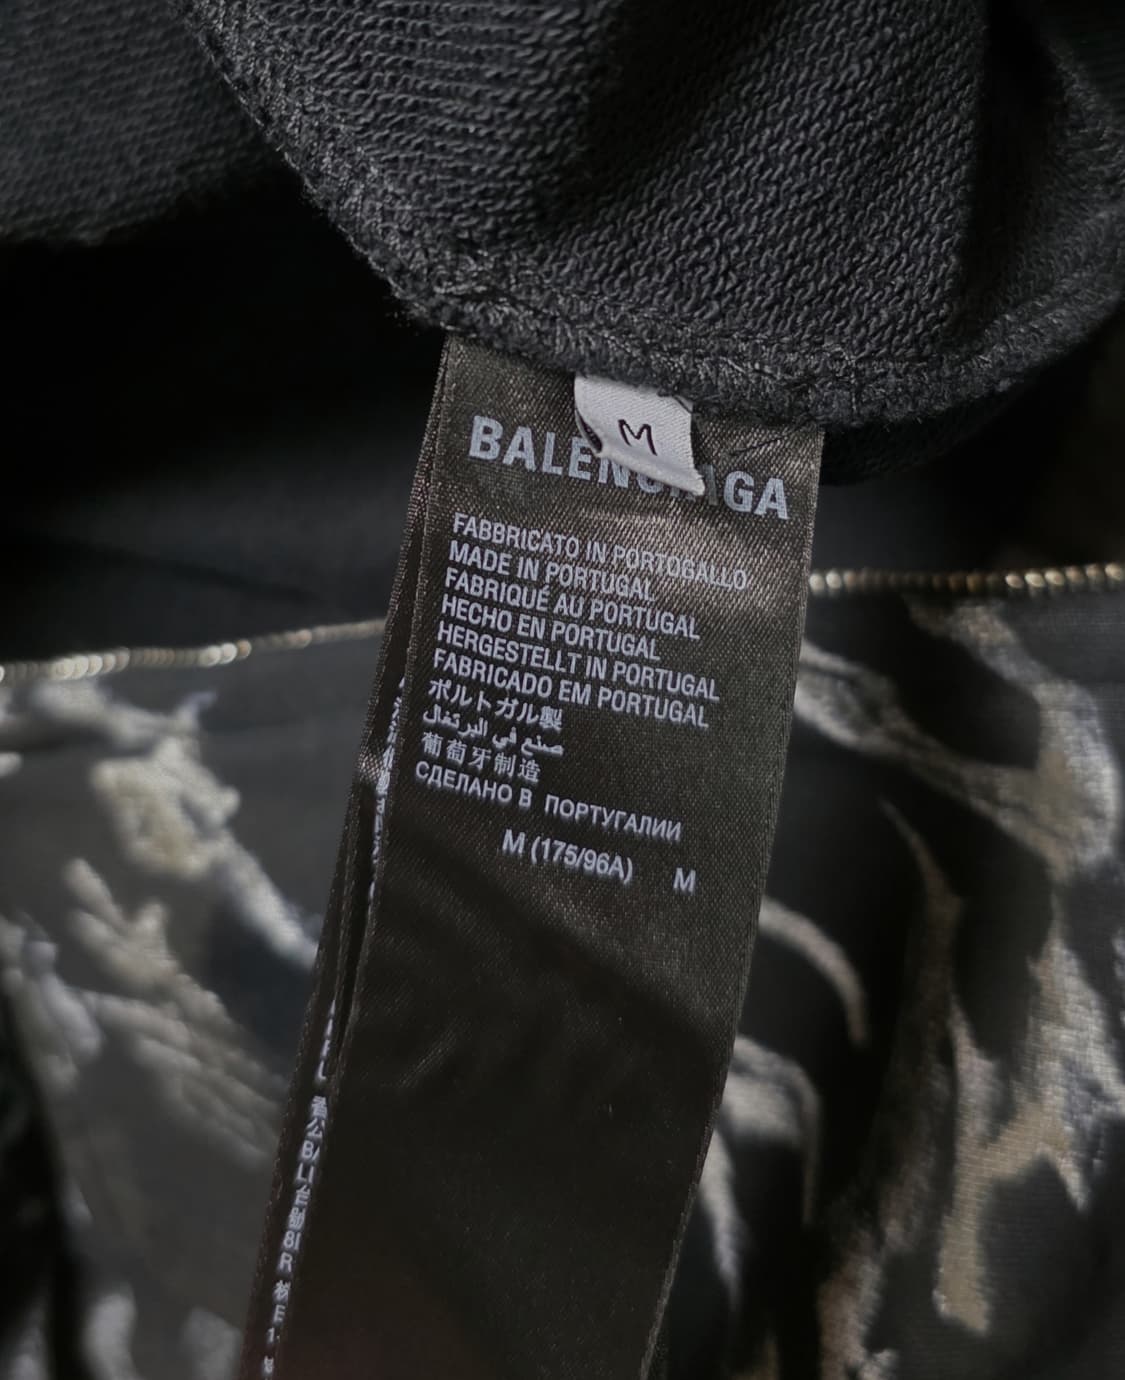 M
BALENCIAGA
FABBRICATO IN PORTOGALLO
MADE IN PORTUGAL
FABRIQUÉ AU PORTUGAL
HECHO EN PORTUGAL
HERGESTELLT IN PORTUGAL
FABRICADO EM PORTUGAL
ポルトガル製
صنع في البرتغال
葡萄牙制造
СДЕЛАНО В ПОРТУГАЛИИ
M (175/96A) M